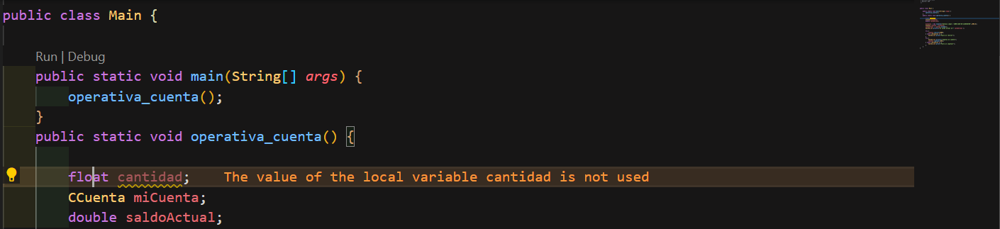 public class Main {
Run | Debug
public static void main(String[] args) {
operativa_cuenta();
}
public static void operativa_cuenta() {
float cantidad; The value of the local variable cantidad is not used
CCuenta miCuenta;
double saldoActual;